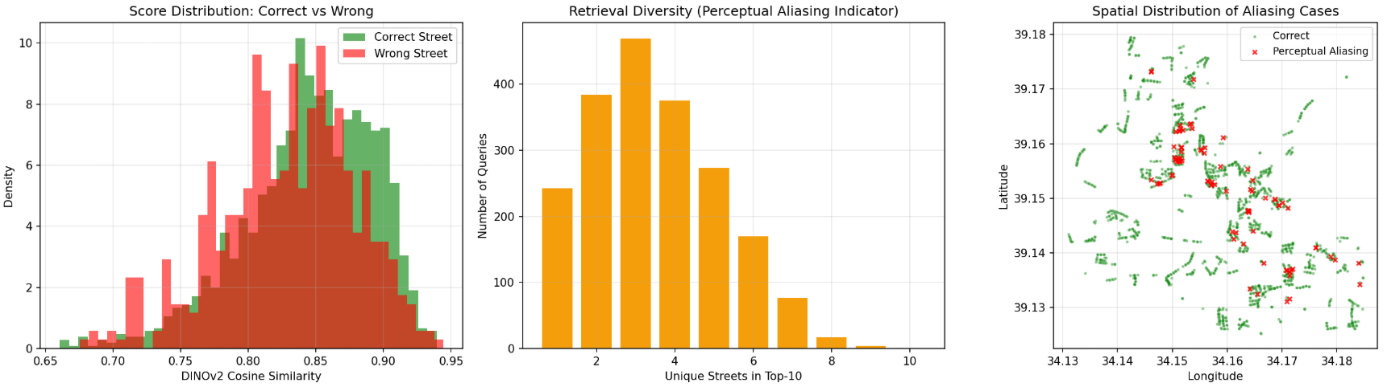 Score Distribution: Correct vs Wrong
Correct Street
Wrong Street
Density
10
8
6
4
2
0
0.65 0.70 0.75 0.80 0.85 0.90 0.95
DINOv2 Cosine Similarity
Retrieval Diversity (Perceptual Aliasing Indicator)
Number of Queries
400
300
200
100
0
2 4 6 8 10
Unique Streets in Top-10
Spatial Distribution of Aliasing Cases
Correct
Perceptual Aliasing
Latitude
39.18
39.17
39.16
39.15
39.14
39.13
34.13 34.14 34.15 34.16 34.17 34.18
Longitude